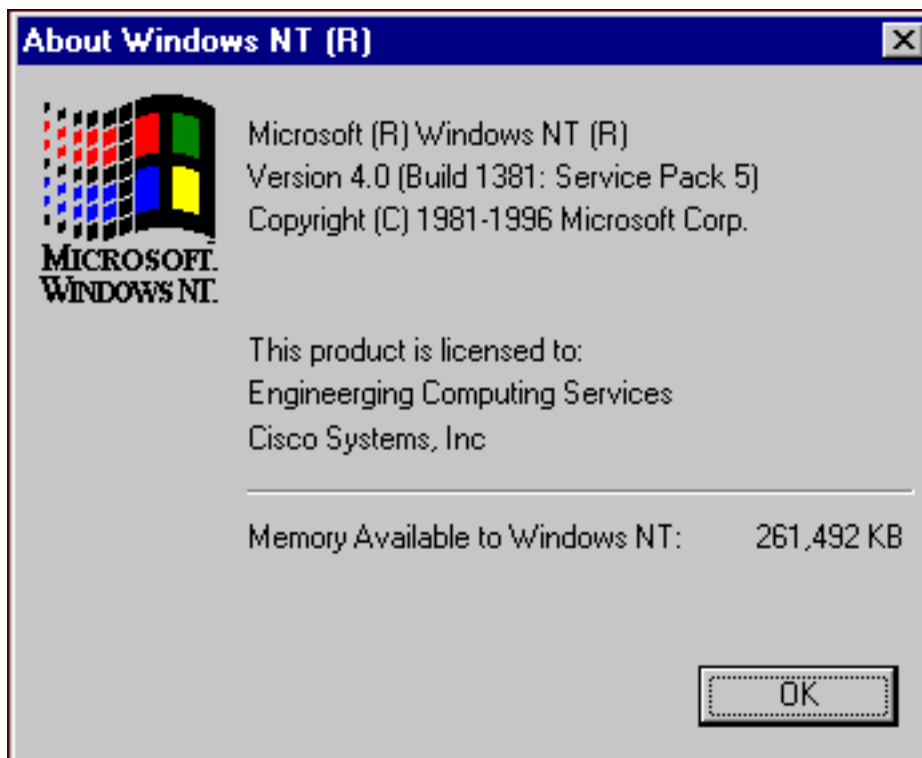 About Windows NT (R)
MICROSOFT.
WINDOWS NT.
Microsoft (R) Windows NT (R)
Version 4.0 (Build 1381: Service Pack 5)
Copyright (C) 1981-1996 Microsoft Corp.
This product is licensed to:
Engineerging Computing Services
Cisco Systems, Inc
Memory Available to Windows NT: 261,492 KB
OK